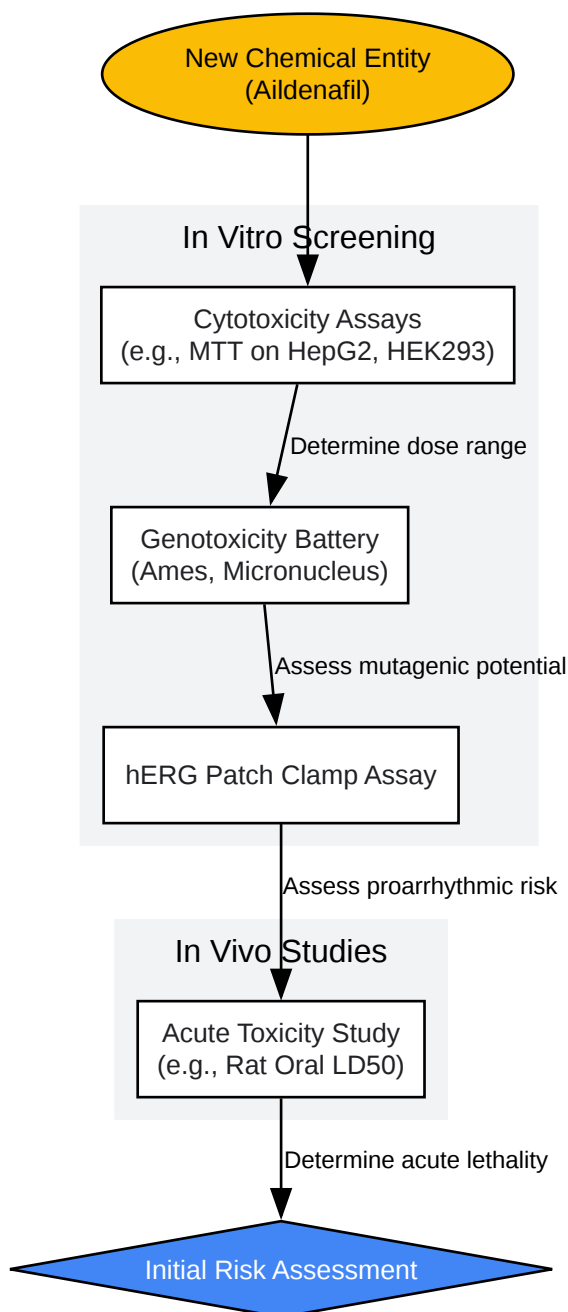 New Chemical Entity
(Aildenafil)
In Vitro Screening
Cytotoxicity Assays
(e.g., MTT on HepG2, HEK293)
Determine dose range
Genotoxicity Battery
(Ames, Micronucleus)
Assess mutagenic potential
hERG Patch Clamp Assay
Assess proarrhythmic risk
In Vivo Studies
Acute Toxicity Study
(e.g., Rat Oral LD50)
Determine acute lethality
Initial Risk Assessment